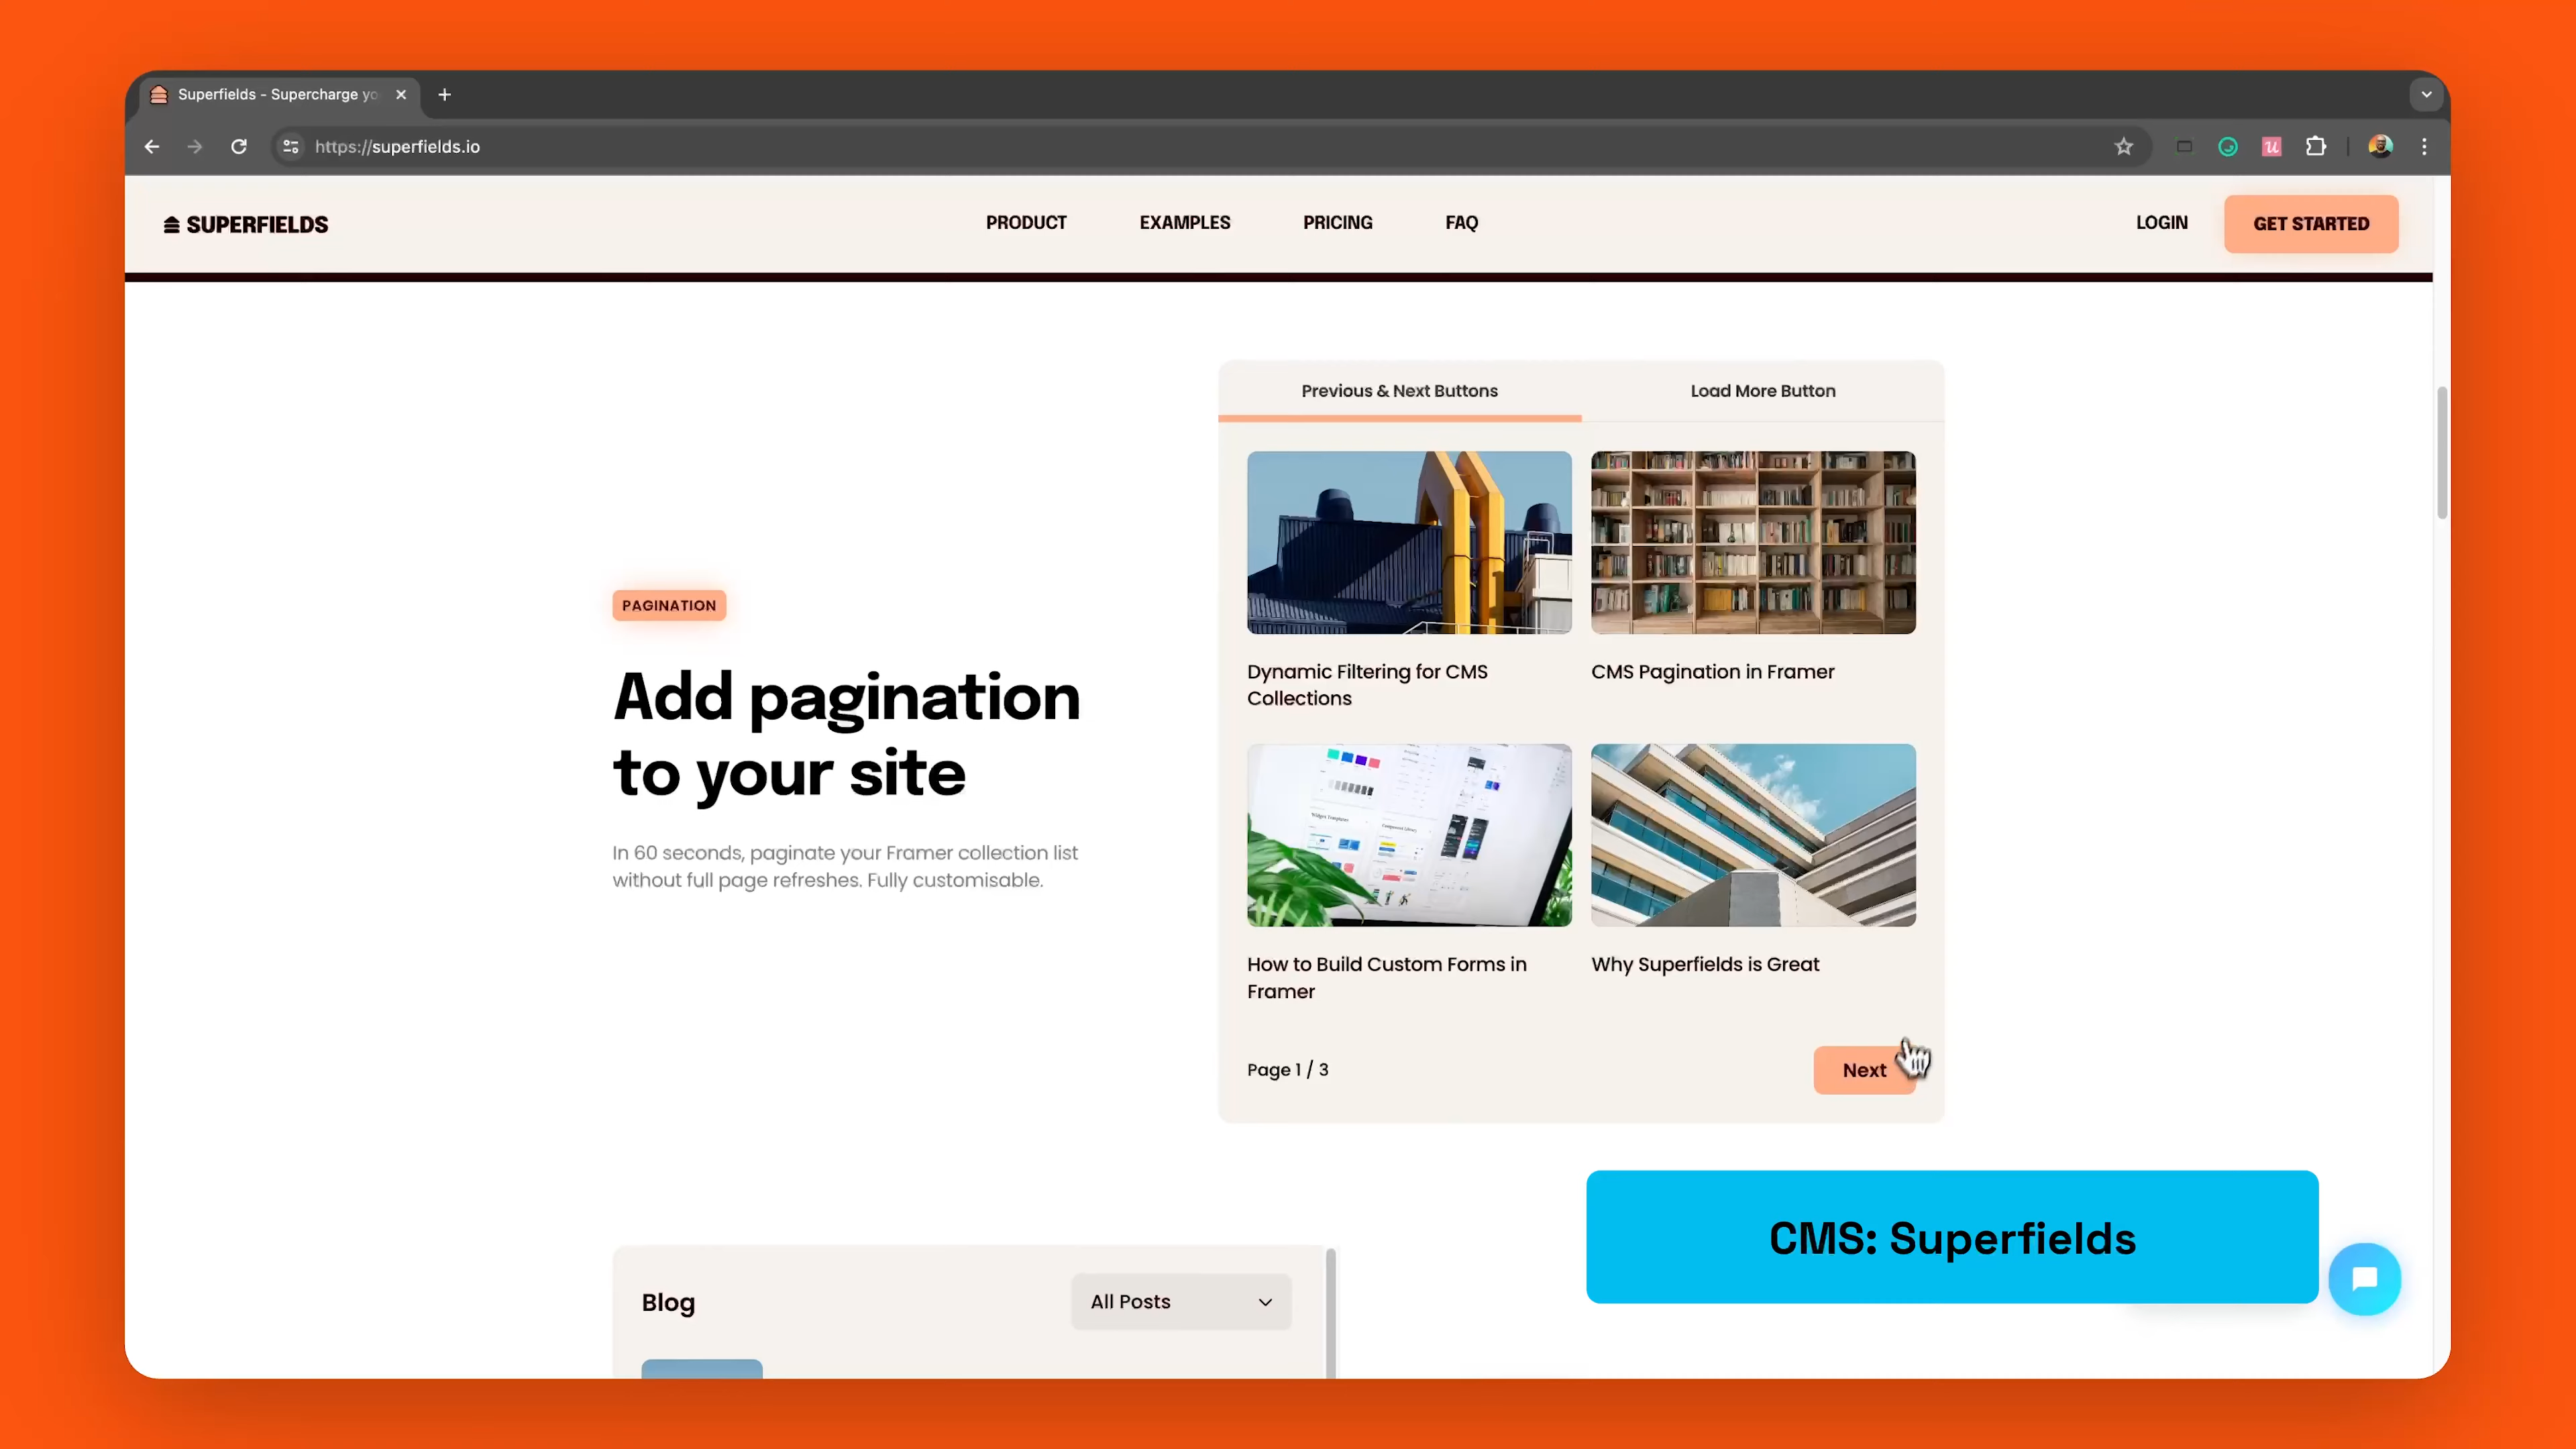 Superfields - Supercharge yo
https://superfields.io
SUPERFIELDS
PRODUCT
EXAMPLES
PRICING
FAQ
LOGIN
GET STARTED
PAGINATION
Add pagination
to your site
In 60 seconds, paginate your Framer collection list
without full page refreshes. Fully customisable.
Previous & Next Buttons
Load More Button
Dynamic Filtering for CMS
Collections
CMS Pagination in Framer
How to Build Custom Forms in
Framer
Why Superfields is Great
Page 1 / 3
Next
CMS: Superfields
Blog
All Posts